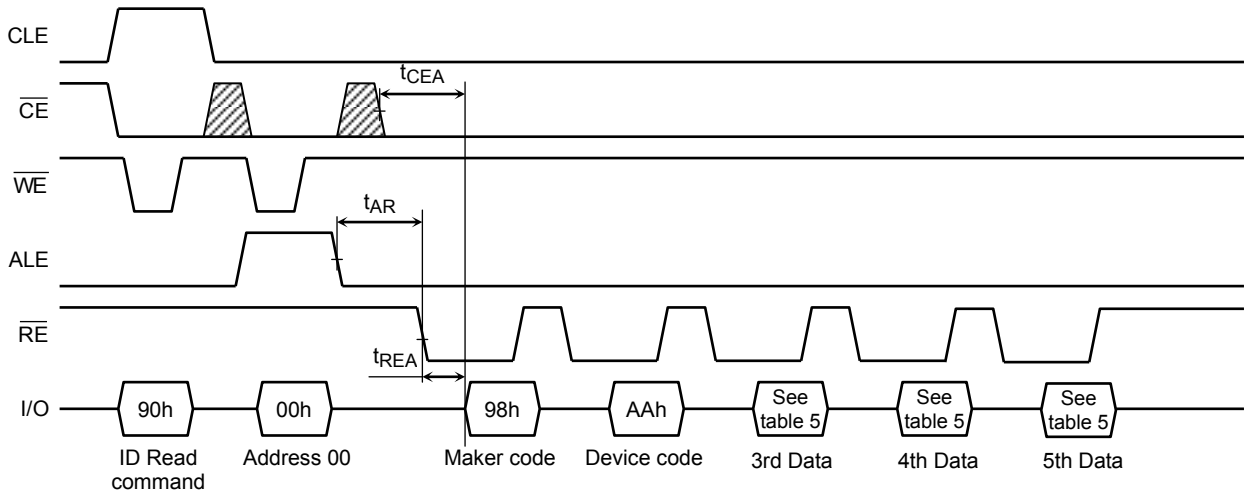 CLE
tCEA
CE
WE
tAR
ALE
RE
tREA
I/O
90h
00h
98h
AAh
See
table 5
See
table 5
See
table 5
ID Read
command
Address 00
Maker code
Device code
3rd Data
4th Data
5th Data